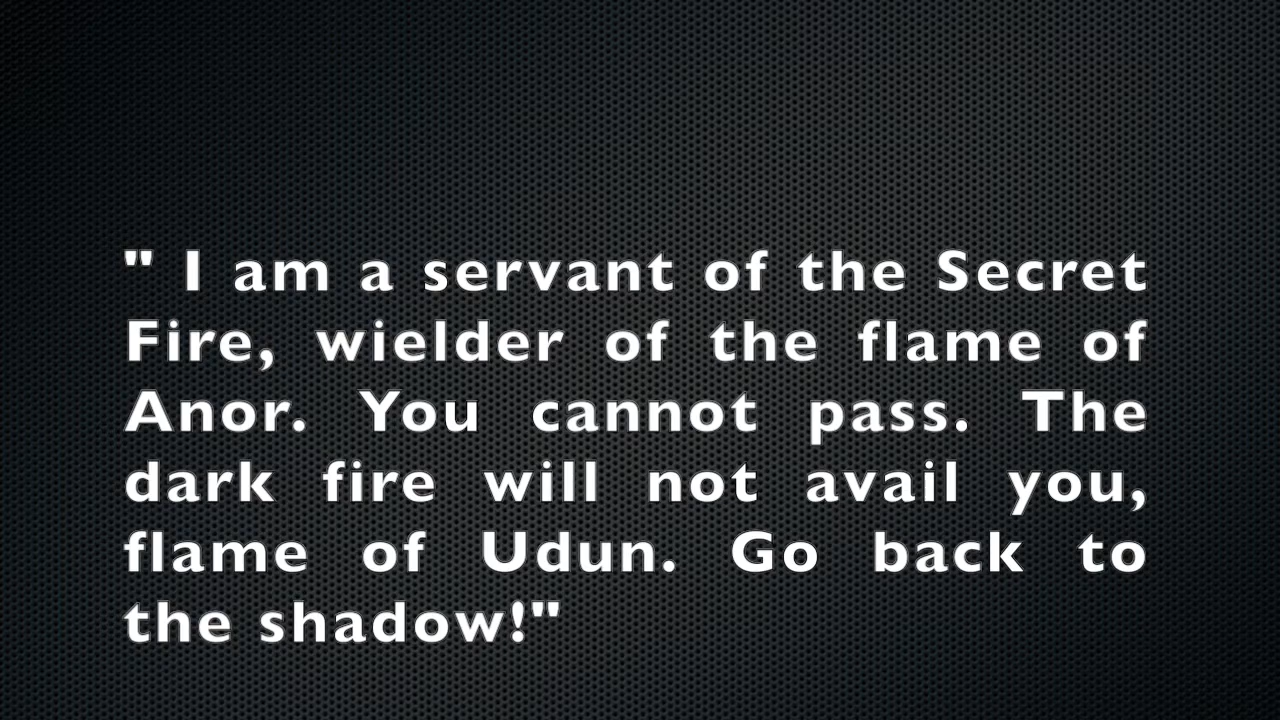 " I am a servant of the Secret
Fire, wielder of the flame of
Anor. You cannot pass. The
dark fire will not avail you,
flame of Udun. Go back to
the shadow!"